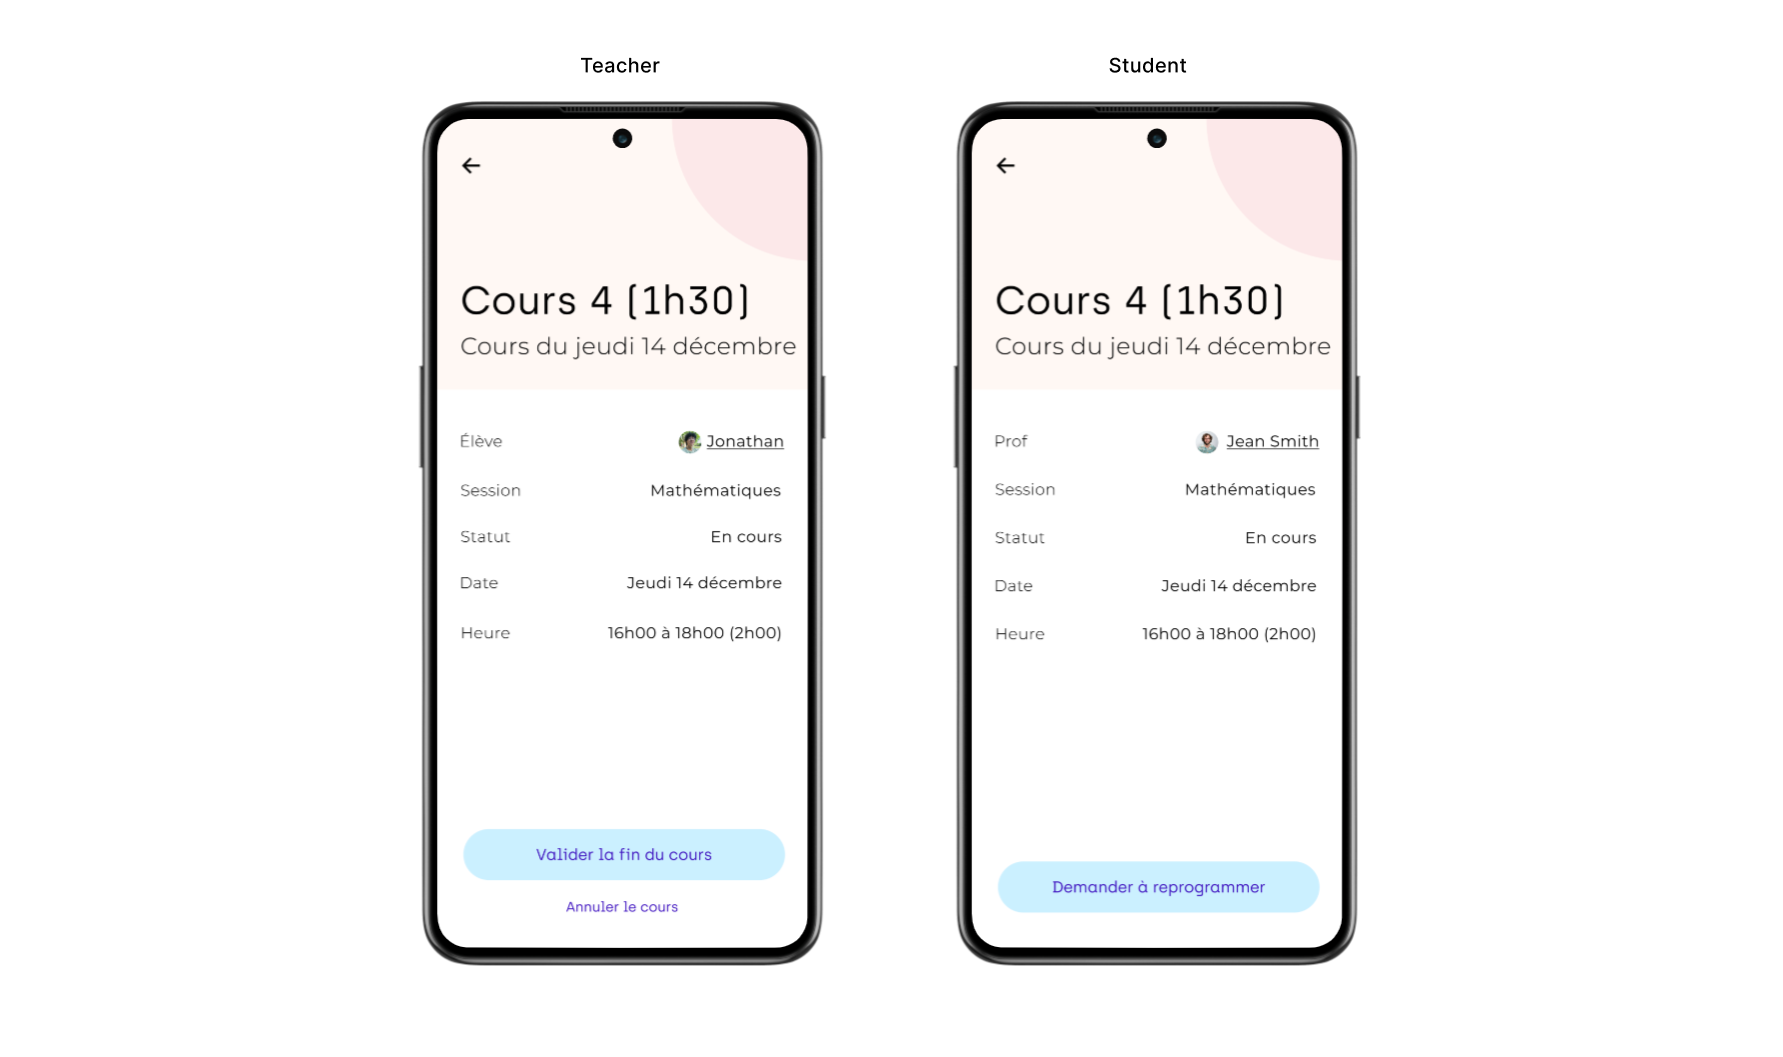 Teacher
Cours 4 (1h30)
Cours du jeudi 14 décembre
Élève Jonathan
Session Mathématiques
Statut En cours
Date Jeudi 14 décembre
Heure 16h00 à 18h00 (2h00)
Valider la fin du cours
Annuler le cours
Student
Cours 4 (1h30)
Cours du jeudi 14 décembre
Prof Jean Smith
Session Mathématiques
Statut En cours
Date Jeudi 14 décembre
Heure 16h00 à 18h00 (2h00)
Demander à reprogrammer